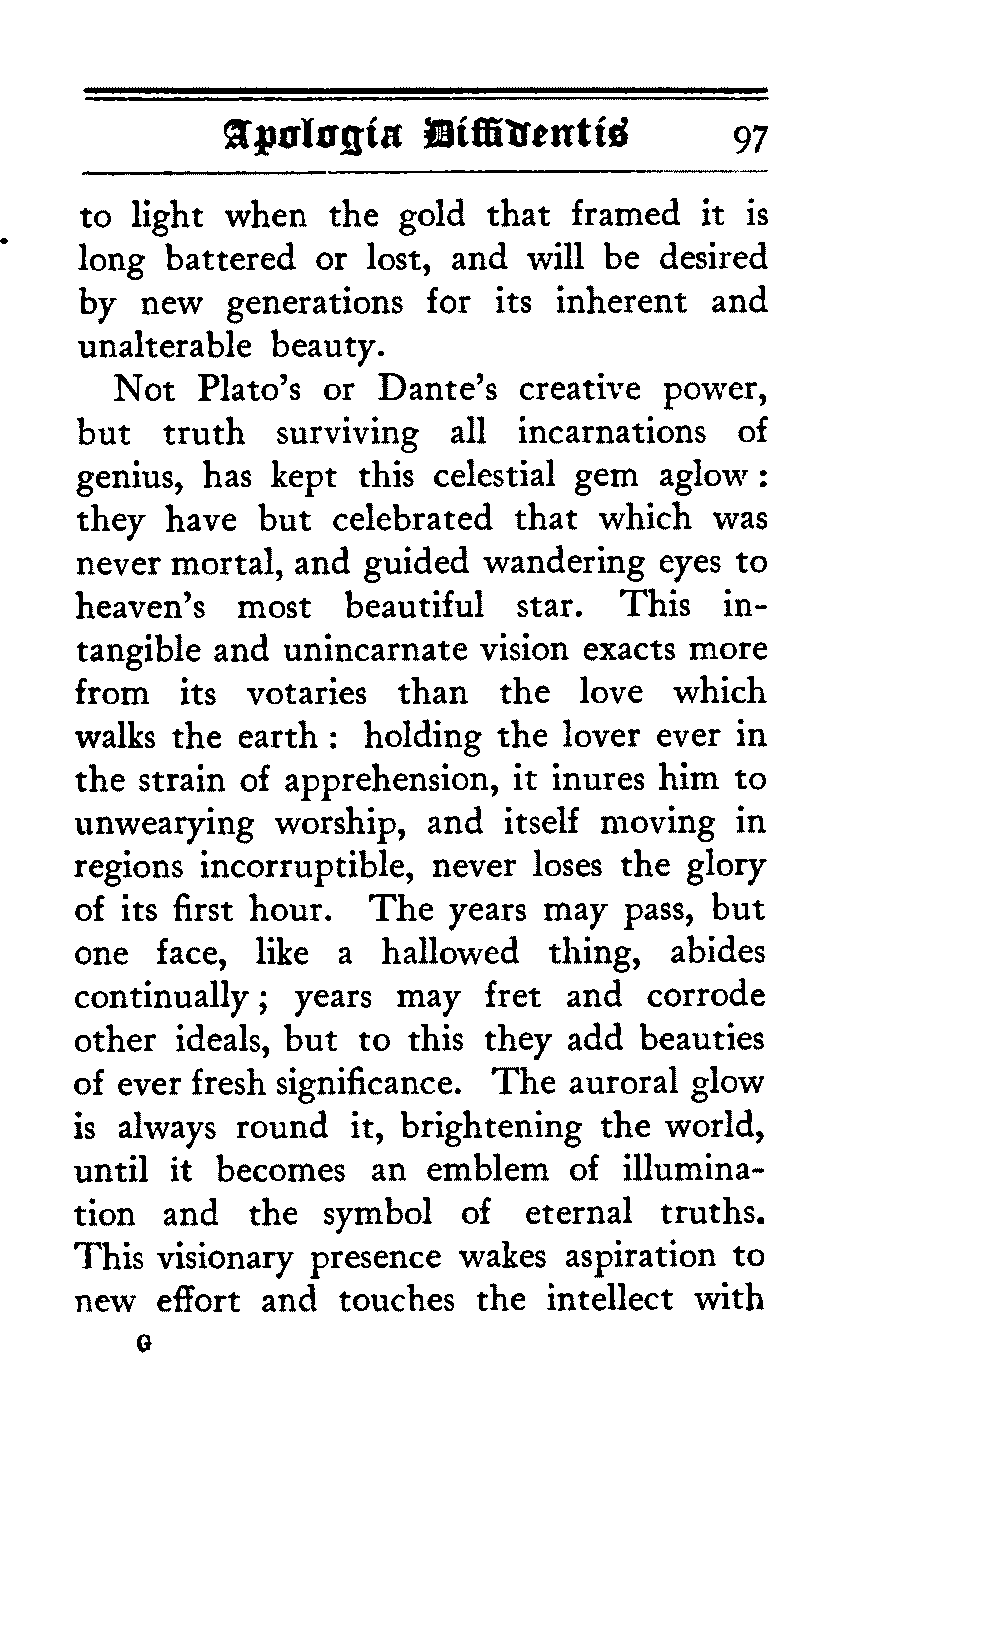 Apologia Diffidentis 97
to light when the gold that framed it is
long battered or lost, and will be desired
by new generations for its inherent and
unalterable beauty.
Not Plato's or Dante's creative power,
but truth surviving all incarnations of
genius, has kept this celestial gem aglow :
they have but celebrated that which was
never mortal, and guided wandering eyes to
heaven's most beautiful star. This in-
tangible and unincarnate vision exacts more
from its votaries than the love which
walks the earth : holding the lover ever in
the strain of apprehension, it inures him to
unwearying worship, and itself moving in
regions incorruptible, never loses the glory
of its first hour. The years may pass, but
one face, like a hallowed thing, abides
continually ; years may fret and corrode
other ideals, but to this they add beauties
of ever fresh significance. The auroral glow
is always round it, brightening the world,
until it becomes an emblem of illumina-
tion and the symbol of eternal truths.
This visionary presence wakes aspiration to
new effort and touches the intellect with
G